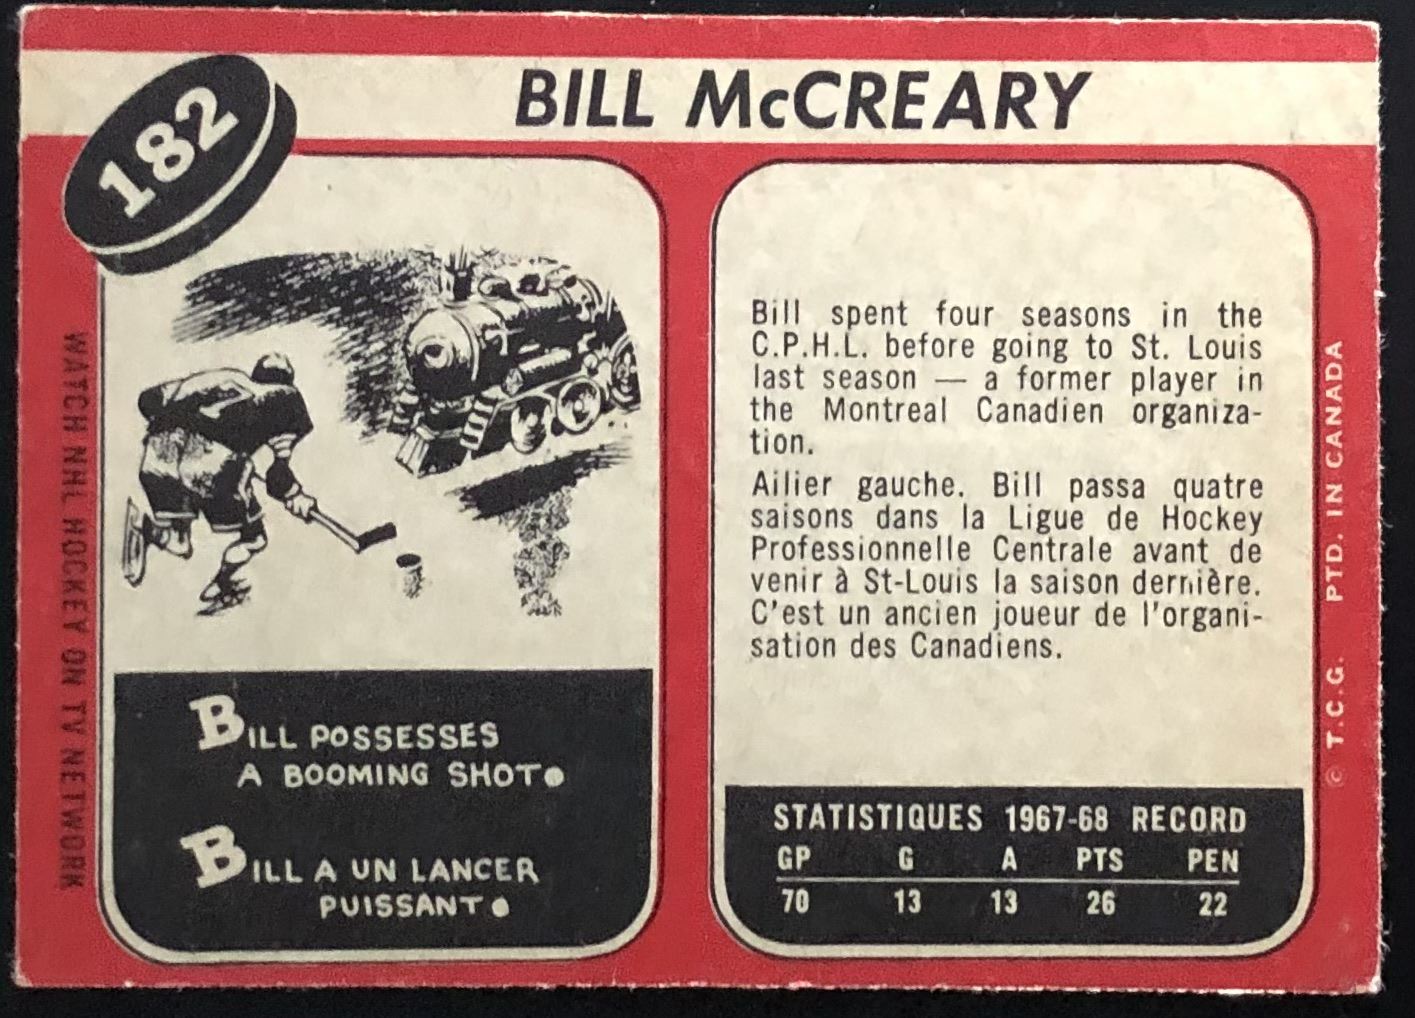 182
BILL McCREARY
BILL POSSESSES
A BOOMING SHOT.
BILL A UN LANCER
PUISSANT.
Bill spent four seasons in the
C.P.H.L. before going to St. Louis
last season — a former player in
the Montreal Canadien organiza-
tion.
Ailier gauche. Bill passa quatre
saisons dans la Ligue de Hockey
Professionnelle Centrale avant de
venir à St-Louis la saison dernière.
C'est un ancien joueur de l'organi-
sation des Canadiens.
STATISTIQUES 1967-68 RECORD
GP G A PTS PEN
70 13 13 26 22
WATCH NHL HOCKEY ON TV NETWORK
© T.C.G. PTD. IN CANADA